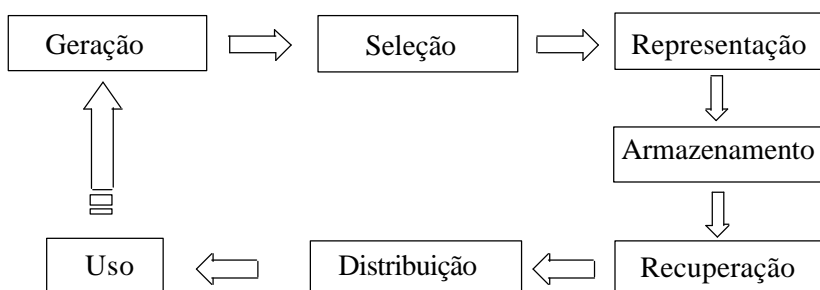 Geração
Seleção
Representação
Armazenamento
Recuperação
Distribuição
Uso